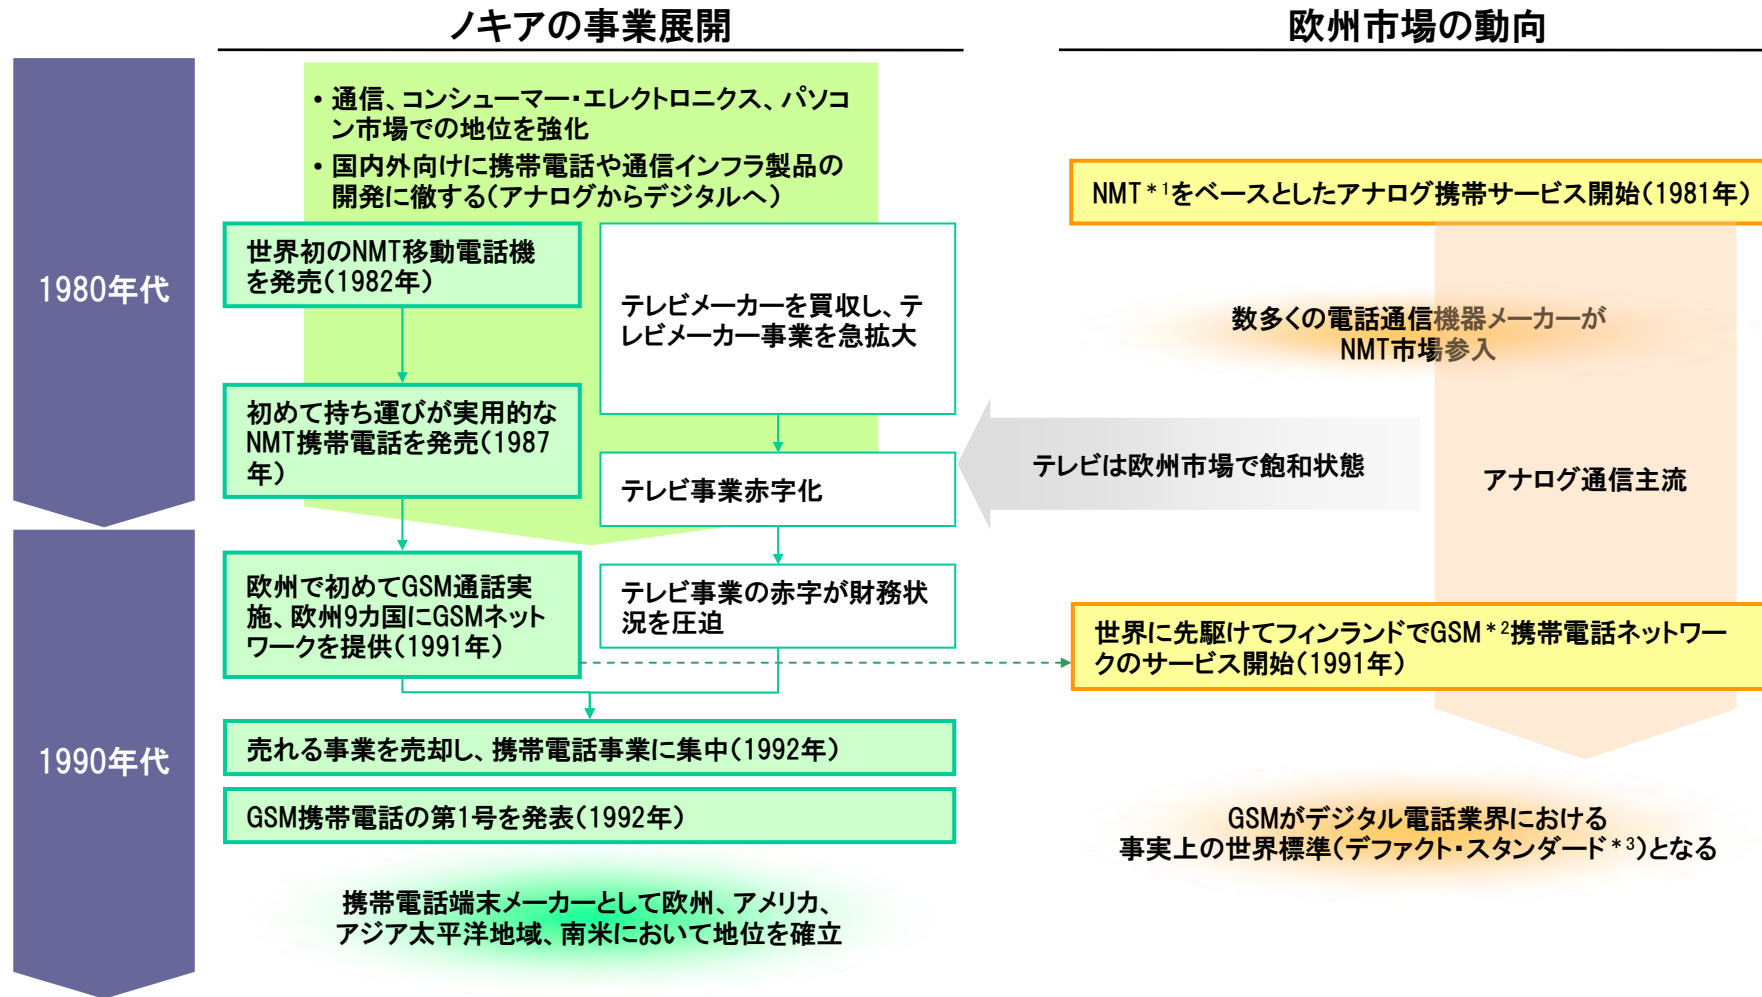 ノキアの事業展開
欧州市場の動向
1980年代
・通信、コンシューマー・エレクトロニクス、パソコ
ン市場での地位を強化
・国内外向けに携帯電話や通信インフラ製品の
開発に徹する(アナログからデジタルへ)
世界初のNMT移動電話機
を発売(1982年)
テレビメーカーを買収し、テ
レビメーカー事業を急拡大
初めて持ち運びが実用的な
NMT携帯電話を発売(1987
年)
テレビ事業赤字化
NMT*1をベースとしたアナログ携帯サービス開始(1981年)
数多くの電話通信機器メーカーが
NMT市場参入
テレビは欧州市場で飽和状態
アナログ通信主流
1990年代
欧州で初めてGSM通話実
施、欧州9カ国にGSMネット
ワークを提供(1991年)
テレビ事業の赤字が財務状
況を圧迫
世界に先駆けてフィンランドでGSM*2携帯電話ネットワー
クのサービス開始(1991年)
売れる事業を売却し、携帯電話事業に集中(1992年)
GSM携帯電話の第1号を発表(1992年)
携帯電話端末メーカーとして欧州、アメリカ、
アジア太平洋地域、南米において地位を確立
GSMがデジタル電話業界における
事実上の世界標準(デファクト・スタンダード*3)となる